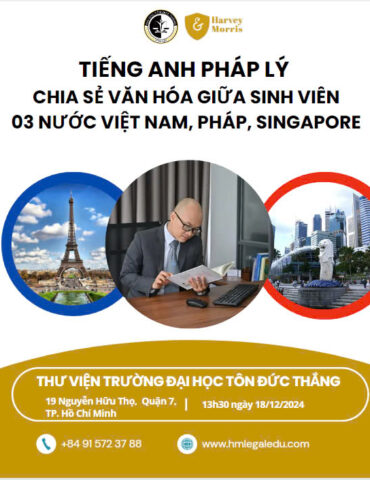 Harvey
Morris
TIẾNG ANH PHÁP LÝ
CHIA SẺ VĂN HÓA GIỮA SINH VIÊN
03 NƯỚC VIỆT NAM, PHÁP, SINGAPORE
THƯ VIỆN TRƯỜNG ĐẠI HỌC TÔN ĐỨC THẮNG
19 Nguyễn Hữu Thọ, Quận 7,
TP. Hồ Chí Minh
13h30 ngày 18/12/2024
+84 91 572 37 88
www.hmlegaledu.com